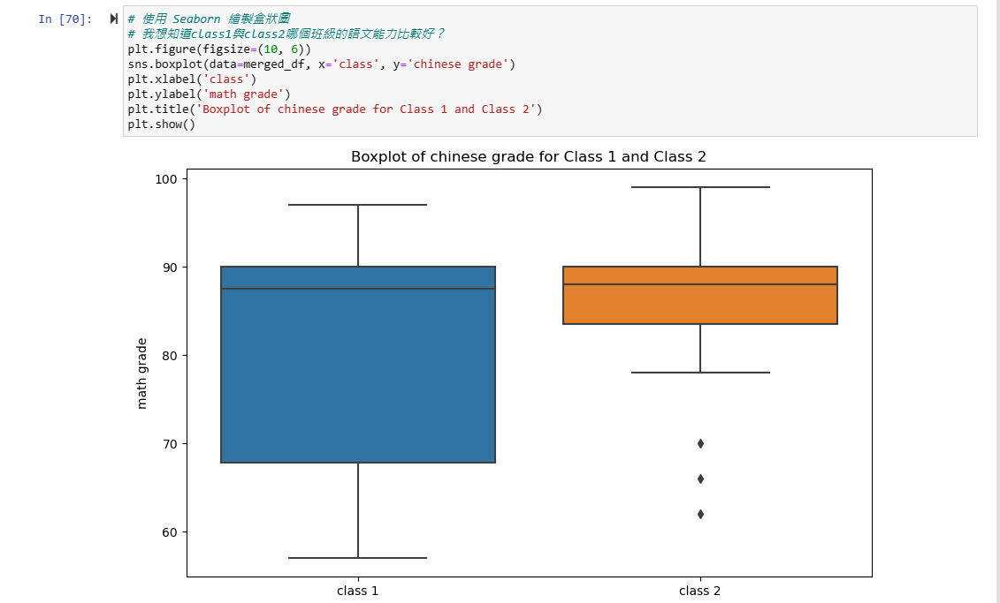 In [70]:
# 使用 Seaborn 繪製盒狀圖
# 我想知道class1與class2哪個班級的語文能力比較好？
plt.figure(figsize=(10, 6))
sns.boxplot(data=merged_df, x='class', y='chinese grade')
plt.xlabel('class')
plt.ylabel('math grade')
plt.title('Boxplot of chinese grade for Class 1 and Class 2')
plt.show()
Boxplot of chinese grade for Class 1 and Class 2
100
90
80
70
60
math grade
class 1
class 2